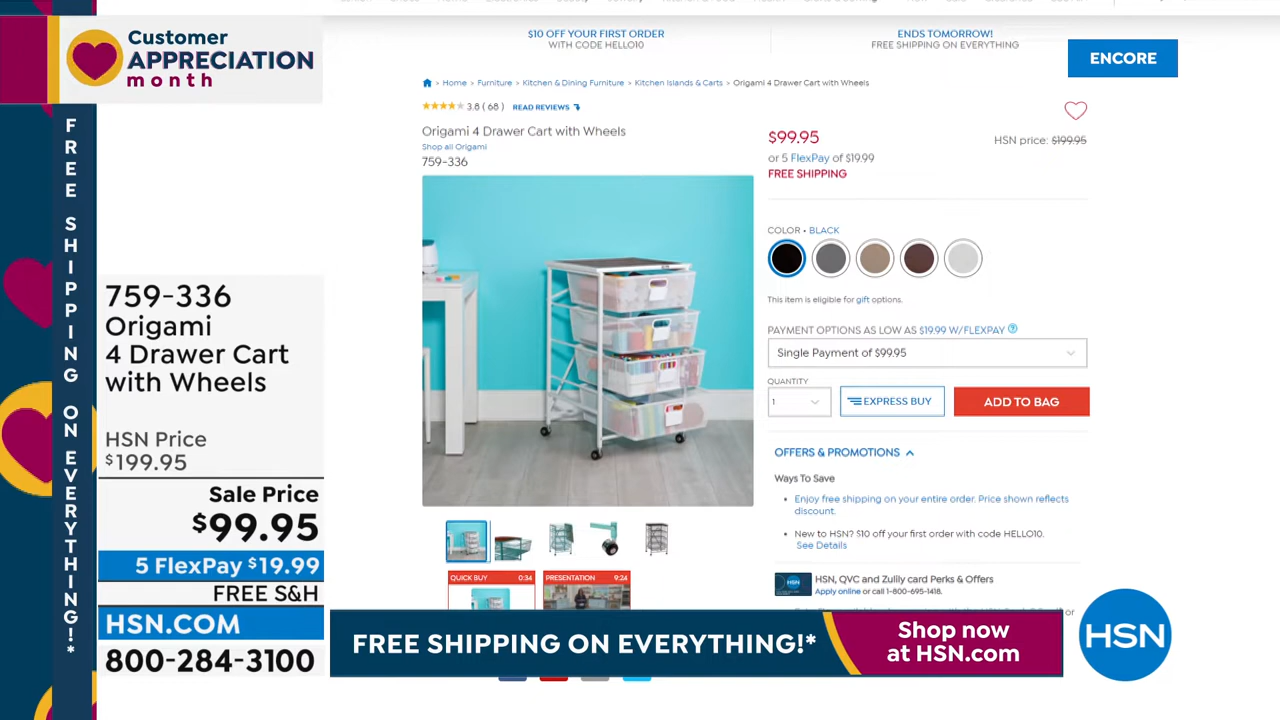 Customer
APPRECIATION
month
FREE SHIPPING ON EVERYTHING!*
759-336
Origami
4 Drawer Cart
with Wheels
HSN Price
$199.95
Sale Price
$99.95
5 FlexPay $19.99
FREE S&H
HSN.COM
800-284-3100
$10 OFF YOUR FIRST ORDER
WITH CODE HELLO10
ENDS TOMORROW!
FREE SHIPPING ON EVERYTHING
ENCORE
> Home > Furniture > Kitchen & Dining Furniture > Kitchen Islands & Carts > Origami 4 Drawer Cart with Wheels
3.8 (68) READ REVIEWS
Origami 4 Drawer Cart with Wheels
Shop all Origami
759-336
$99.95
HSN price: $199.95
or 5 FlexPay of $19.99
FREE SHIPPING
COLOR • BLACK
This item is eligible for gift options.
PAYMENT OPTIONS AS LOW AS $19.99 W/FLEXPAY ?
Single Payment of $99.95
QUANTITY
1
EXPRESS BUY
ADD TO BAG
OFFERS & PROMOTIONS
Ways To Save
• Enjoy free shipping on your entire order. Price shown reflects
discount.
• New to HSN? $10 off your first order with code HELLO10.
See Details
HSN, QVC and Zulily card Perks & Offers
Apply online or call 1-800-695-1418.
QUICK BUY 0:34
PRESENTATION 9:24
FREE SHIPPING ON EVERYTHING!*
Shop now
at HSN.com
HSN